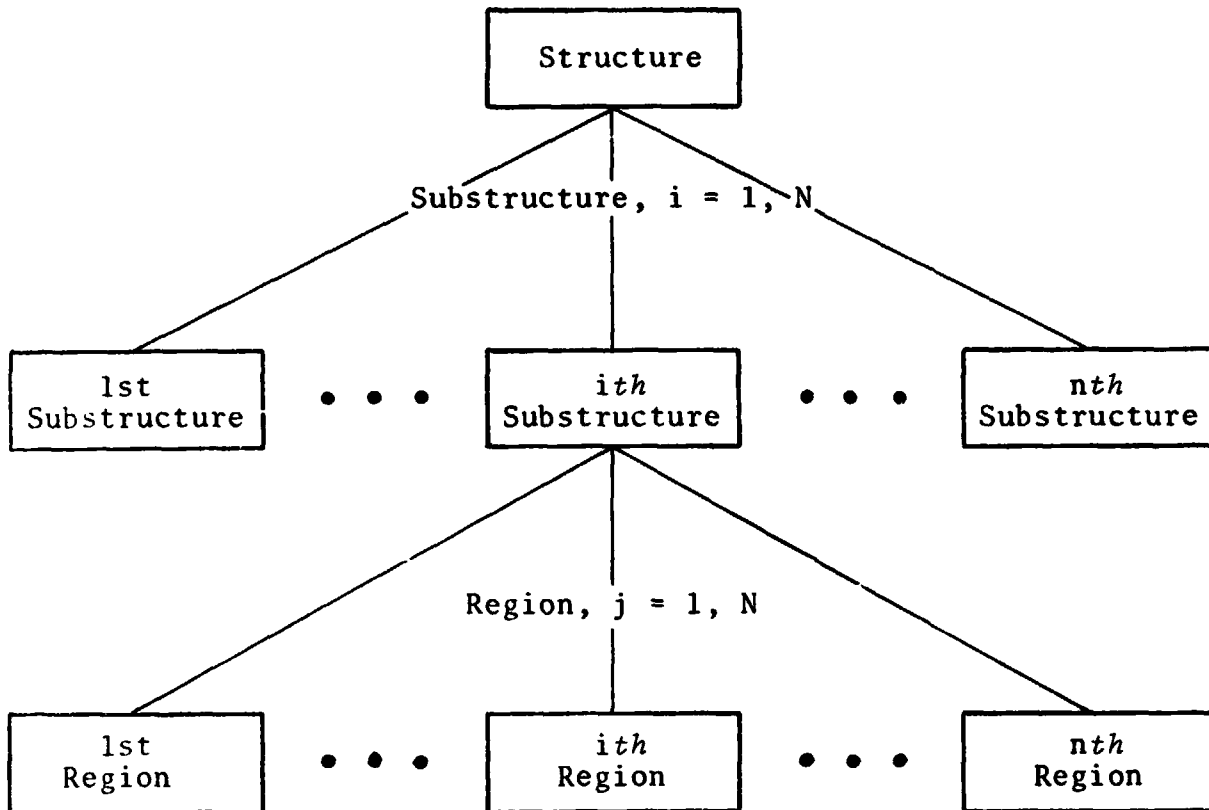 Structure
Substructure, i = 1, N
1st
Substructure
ith
Substructure
nth
Substructure
Region, j = 1, N
1st
Region
ith
Region
nth
Region